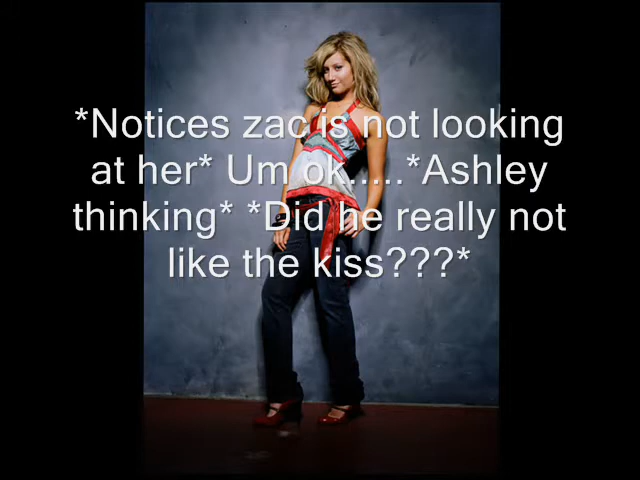 *Notices zac is not looking
at her* Um ok.....*Ashley
thinking* *Did he really not
like the kiss???*